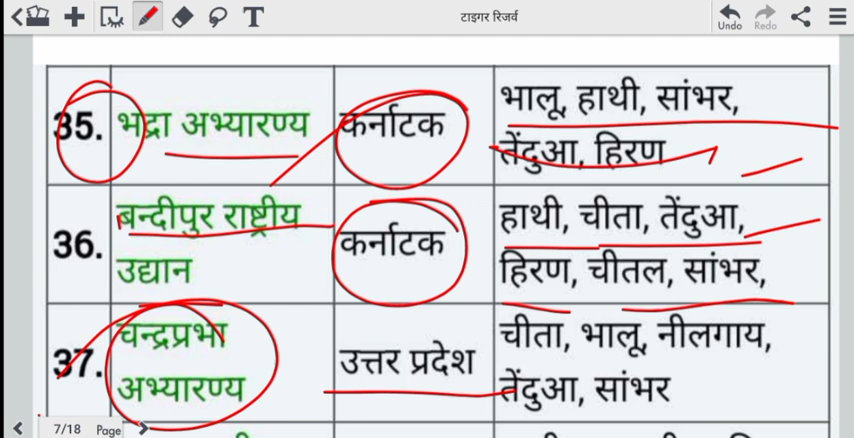 टाइगर रिजर्व
T
Undo
Redo
35. भद्रा अभ्यारण्य कर्नाटक भालू, हाथी, सांभर,
तेंदुआ, हिरण
36. बन्दीपुर राष्ट्रीय उद्यान कर्नाटक हाथी, चीता, तेंदुआ,
हिरण, चीतल, सांभर,
37. चन्द्रप्रभा अभ्यारण्य उत्तर प्रदेश चीता, भालू, नीलगाय,
तेंदुआ, सांभर
7/18 Page